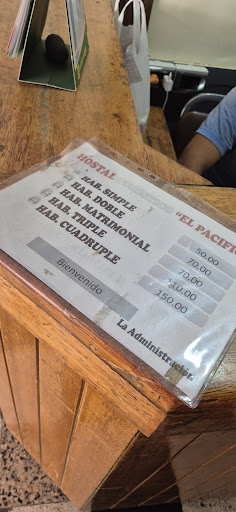 HOSTAL "EL PACIFIC
HAB. SIMPLE 50.00
HAB. DOBLE 70.00
HAB. MATRIMONIAL 70.00
HAB. TRIPLE 10.00
HAB. CUADRUPLE 150.00
Bienvenido
La Administración.